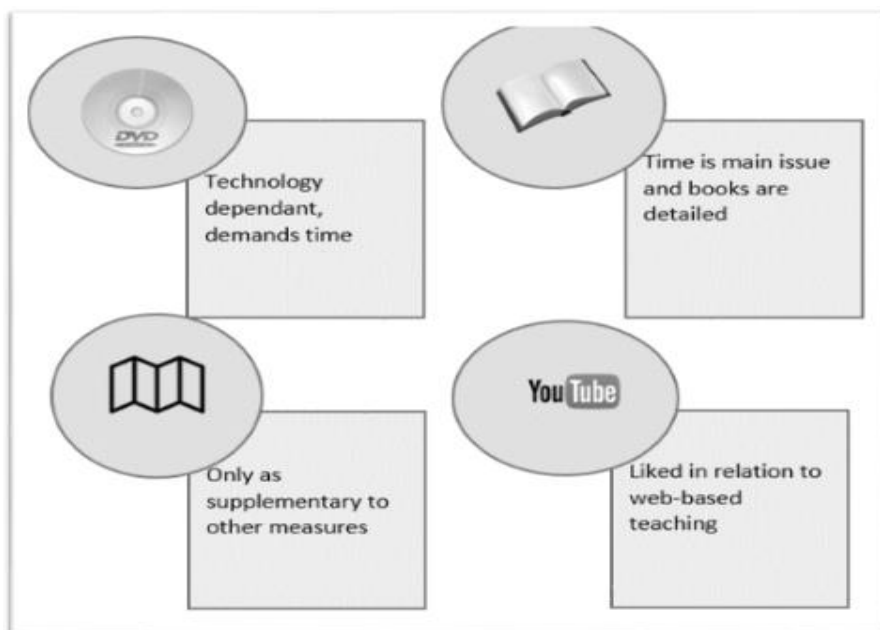 DVD
Technology
dependant,
demands time
Time is main issue
and books are
detailed
Only as
supplementary to
other measures
YouTube
Liked in relation to
web-based
teaching